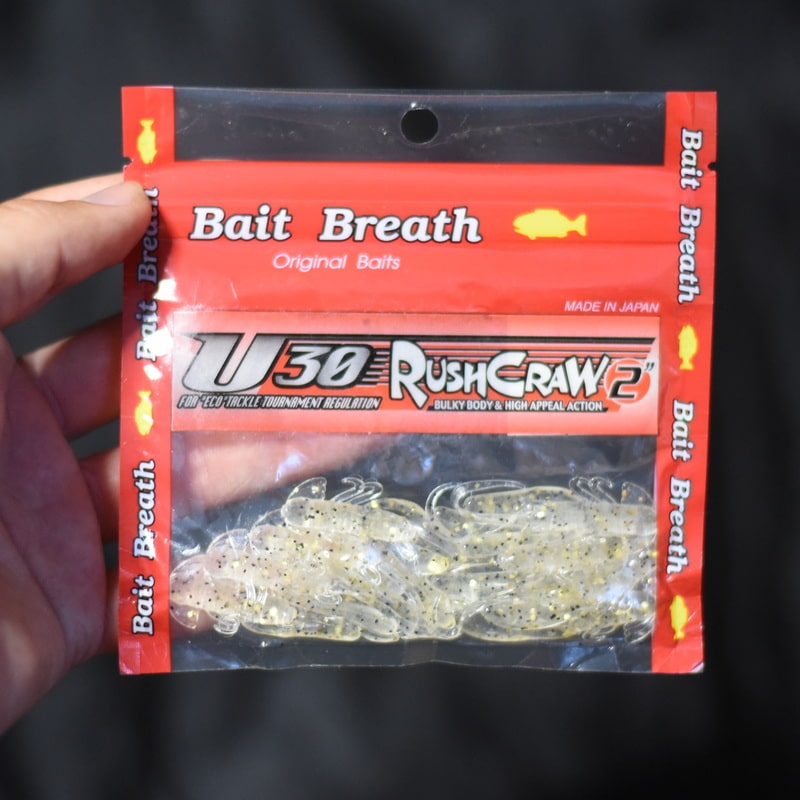 Bait Breath
Original Baits
MADE IN JAPAN
U30 RUSHCRAW 2"
FOR "ECO" TACKLE TOURNAMENT REGULATION
BULKY BODY & HIGH APPEAL ACTION
Bait Breath
Bait Breath
Bait Breath
Bait Breath